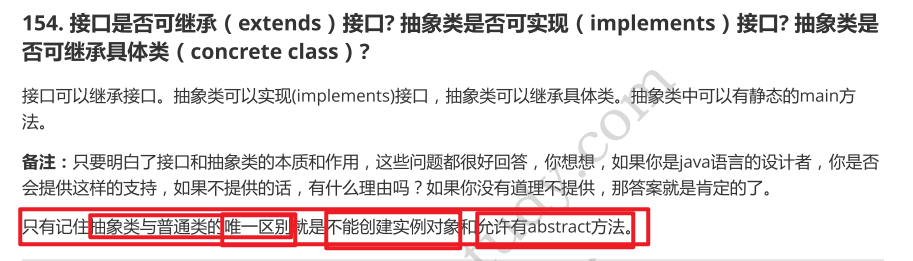 154. 接口是否可继承（extends）接口? 抽象类是否可实现（implements）接口? 抽象类是
否可继承具体类（concrete class）?
接口可以继承接口。抽象类可以实现(implements)接口，抽象类可以继承具体类。抽象类中可以有静态的main方
法。
备注：只要明白了接口和抽象类的本质和作用，这些问题都很好回答，你想想，如果你是java语言的设计者，你是否
会提供这样的支持，如果不提供的话，有什么理由吗？如果你没有道理不提供，那答案就是肯定的了。
只有记住抽象类与普通类的唯一区别就是不能创建实例对象和允许有abstract方法。